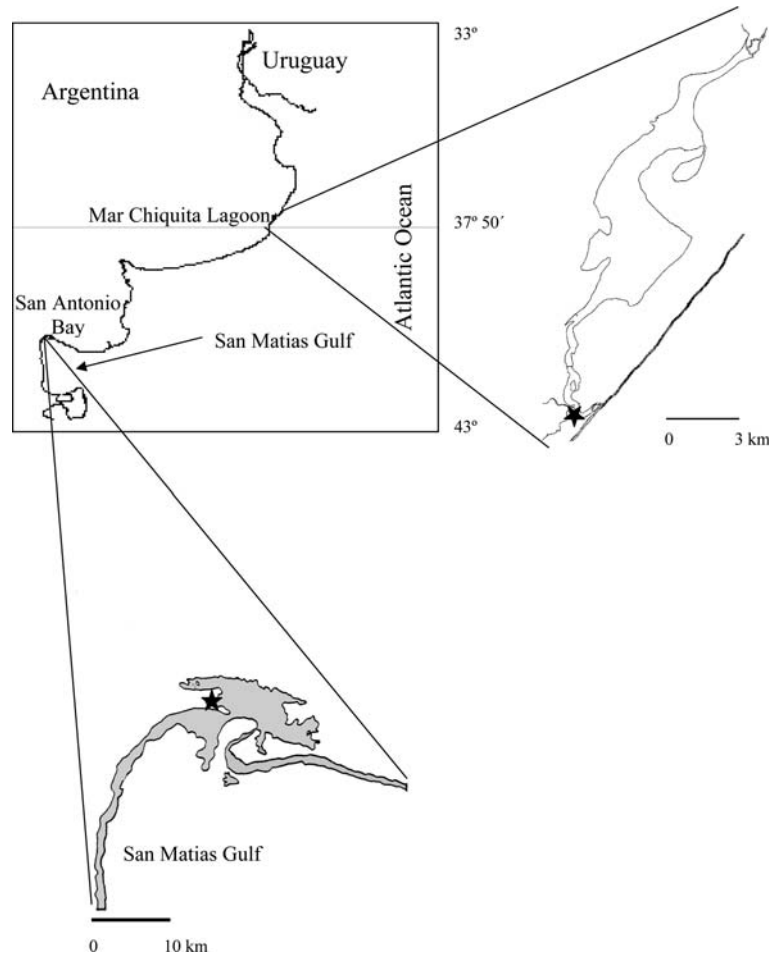 33º
Uruguay
Argentina
Mar Chiquita Lagoon
37º 50´
Atlantic Ocean
San Antonio
Bay
San Matias Gulf
43º
0 3 km
San Matias Gulf
0 10 km